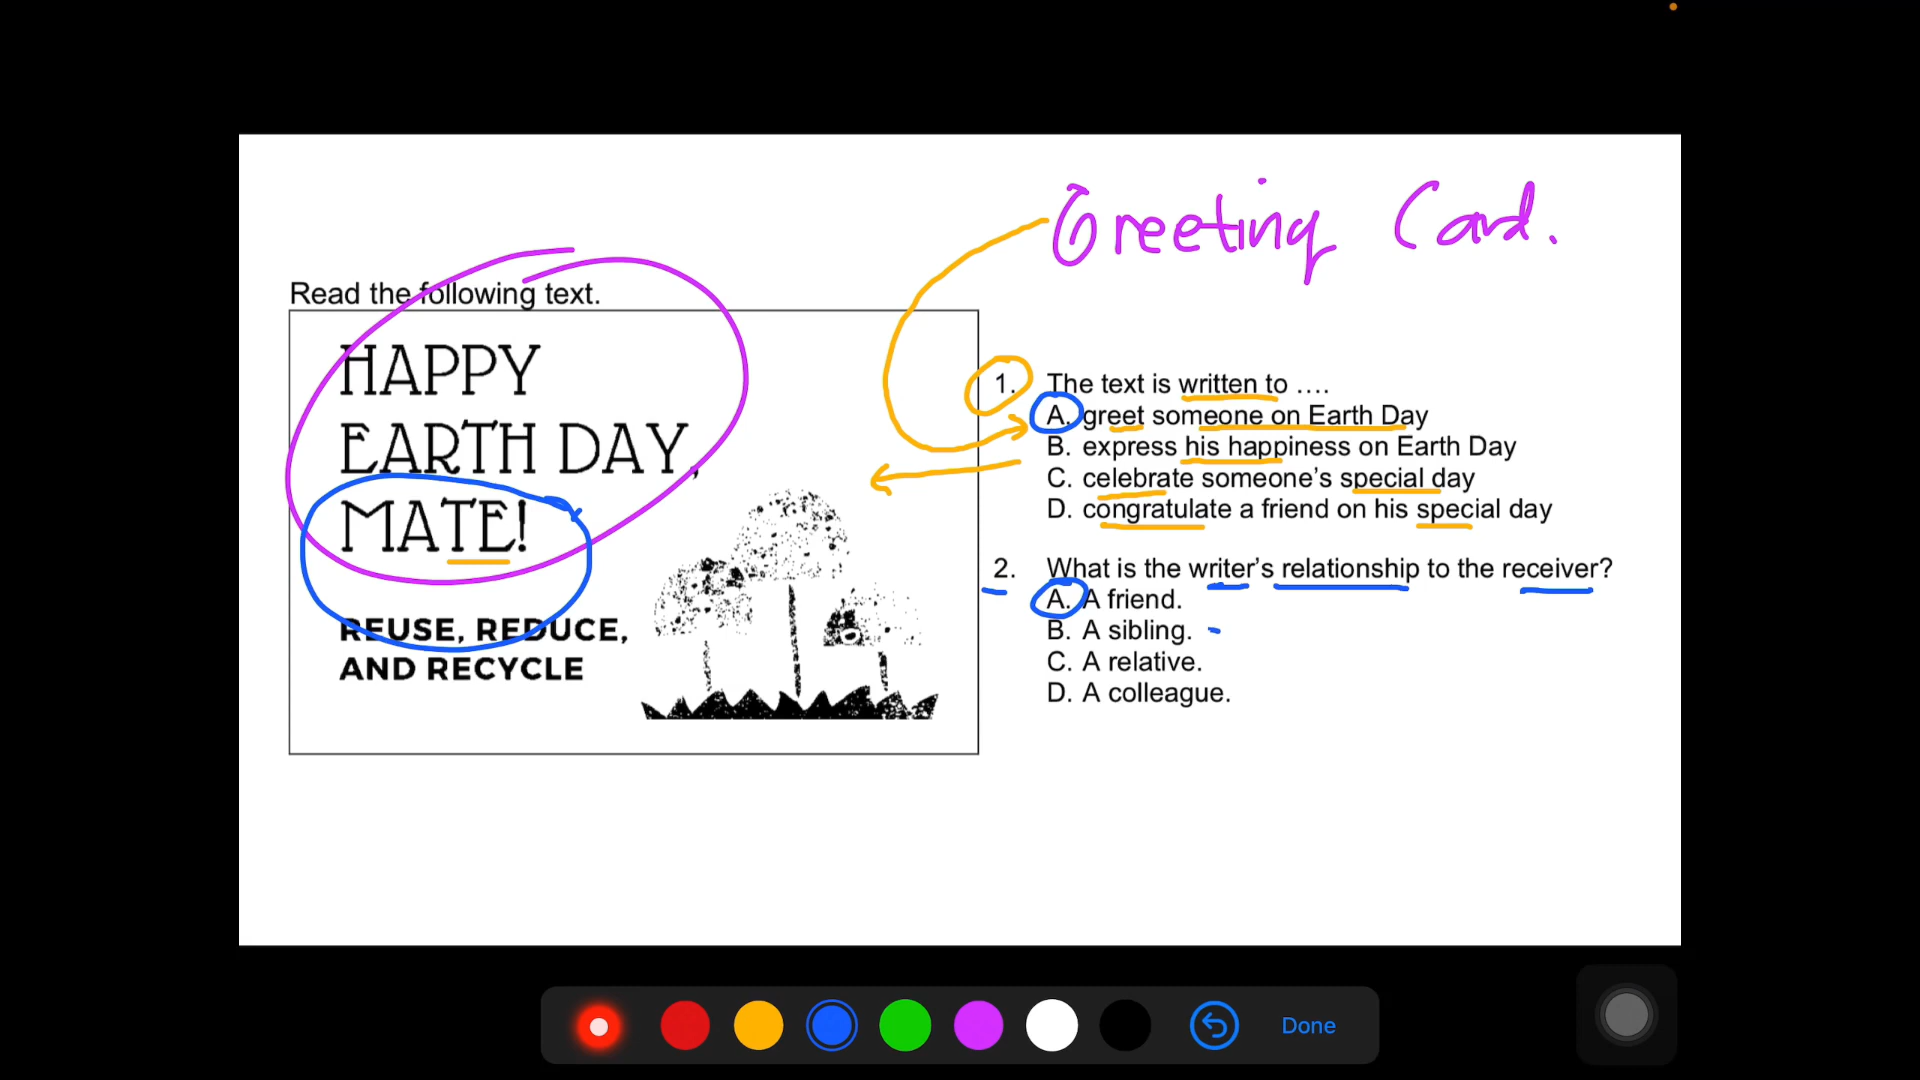 Greeting Card.
Read the following text.
HAPPY
EARTH DAY,
MATE!
REUSE, REDUCE,
AND RECYCLE
1. The text is written to ....
A. greet someone on Earth Day
B. express his happiness on Earth Day
C. celebrate someone's special day
D. congratulate a friend on his special day
2. What is the writer's relationship to the receiver?
A. A friend.
B. A sibling.
C. A relative.
D. A colleague.
Done